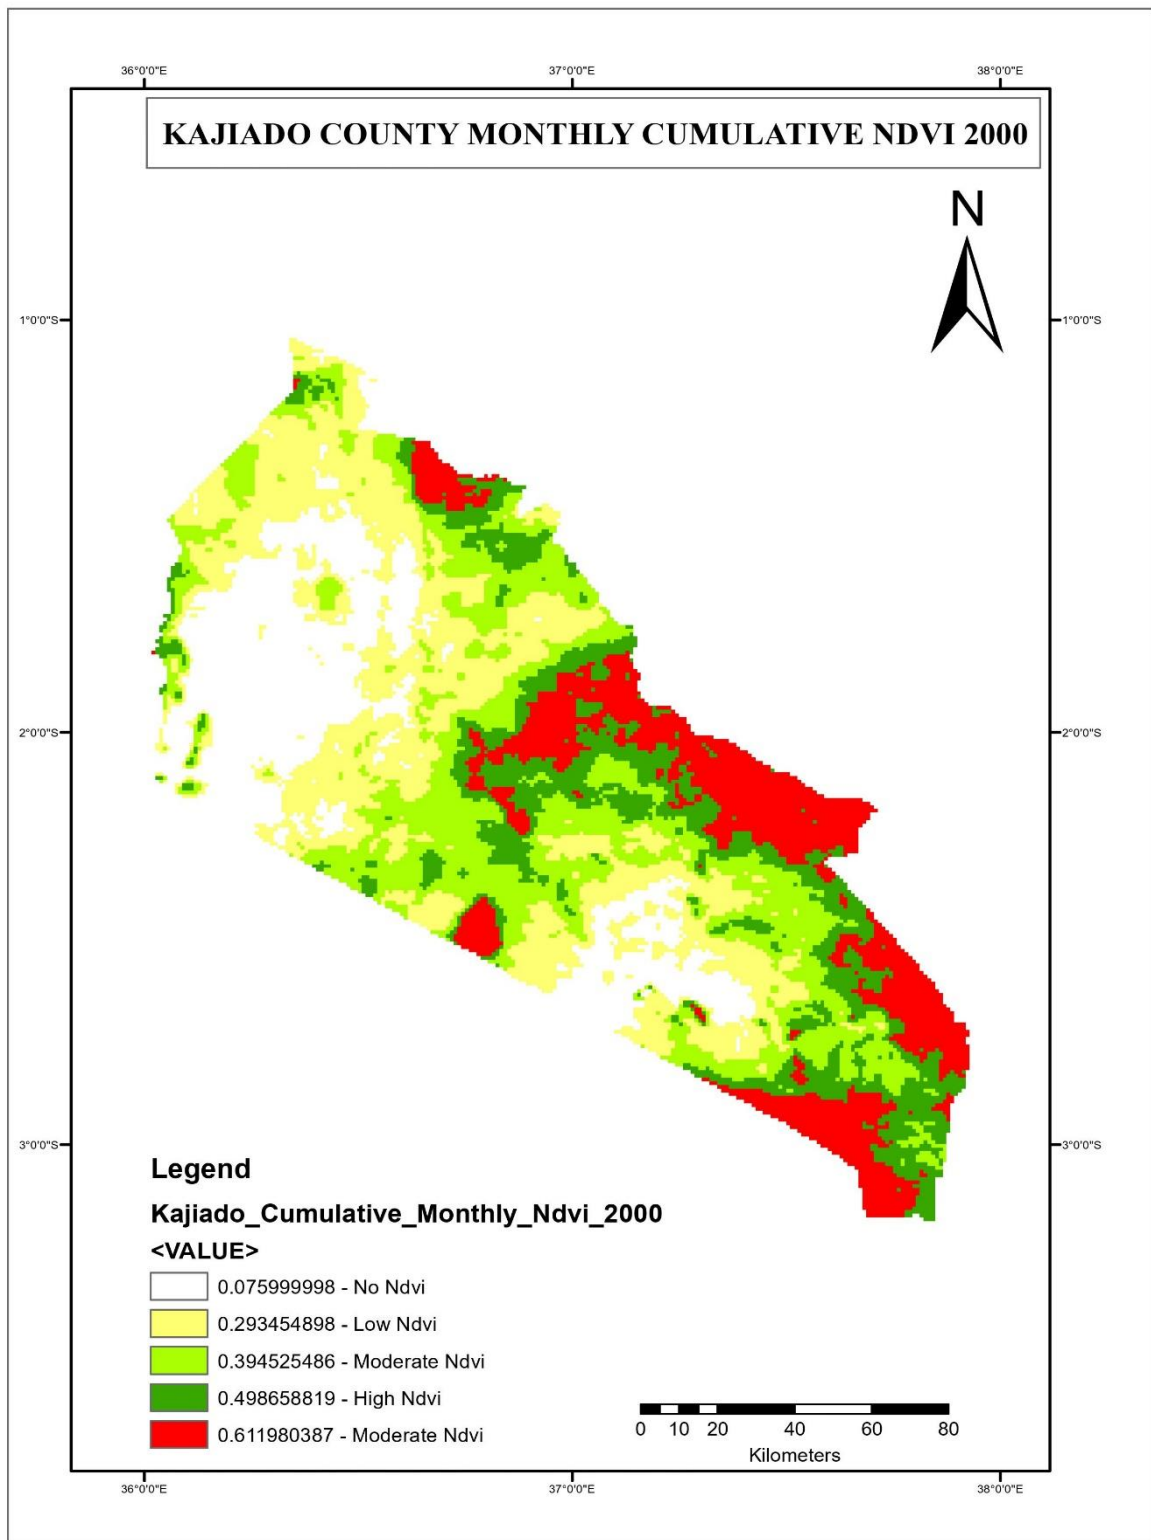 36°0'0"E 37°0'0"E 38°0'0"E
KAJIADO COUNTY MONTHLY CUMULATIVE NDVI 2000
N
1°0'0"S 1°0'0"S
2°0'0"S 2°0'0"S
3°0'0"S 3°0'0"S
Legend
Kajiado_Cumulative_Monthly_Ndvi_2000
<VALUE>
0.075999998 - No Ndvi
0.293454898 - Low Ndvi
0.394525486 - Moderate Ndvi
0.498658819 - High Ndvi
0.611980387 - Moderate Ndvi
0 10 20 40 60 80
Kilometers
36°0'0"E 37°0'0"E 38°0'0"E